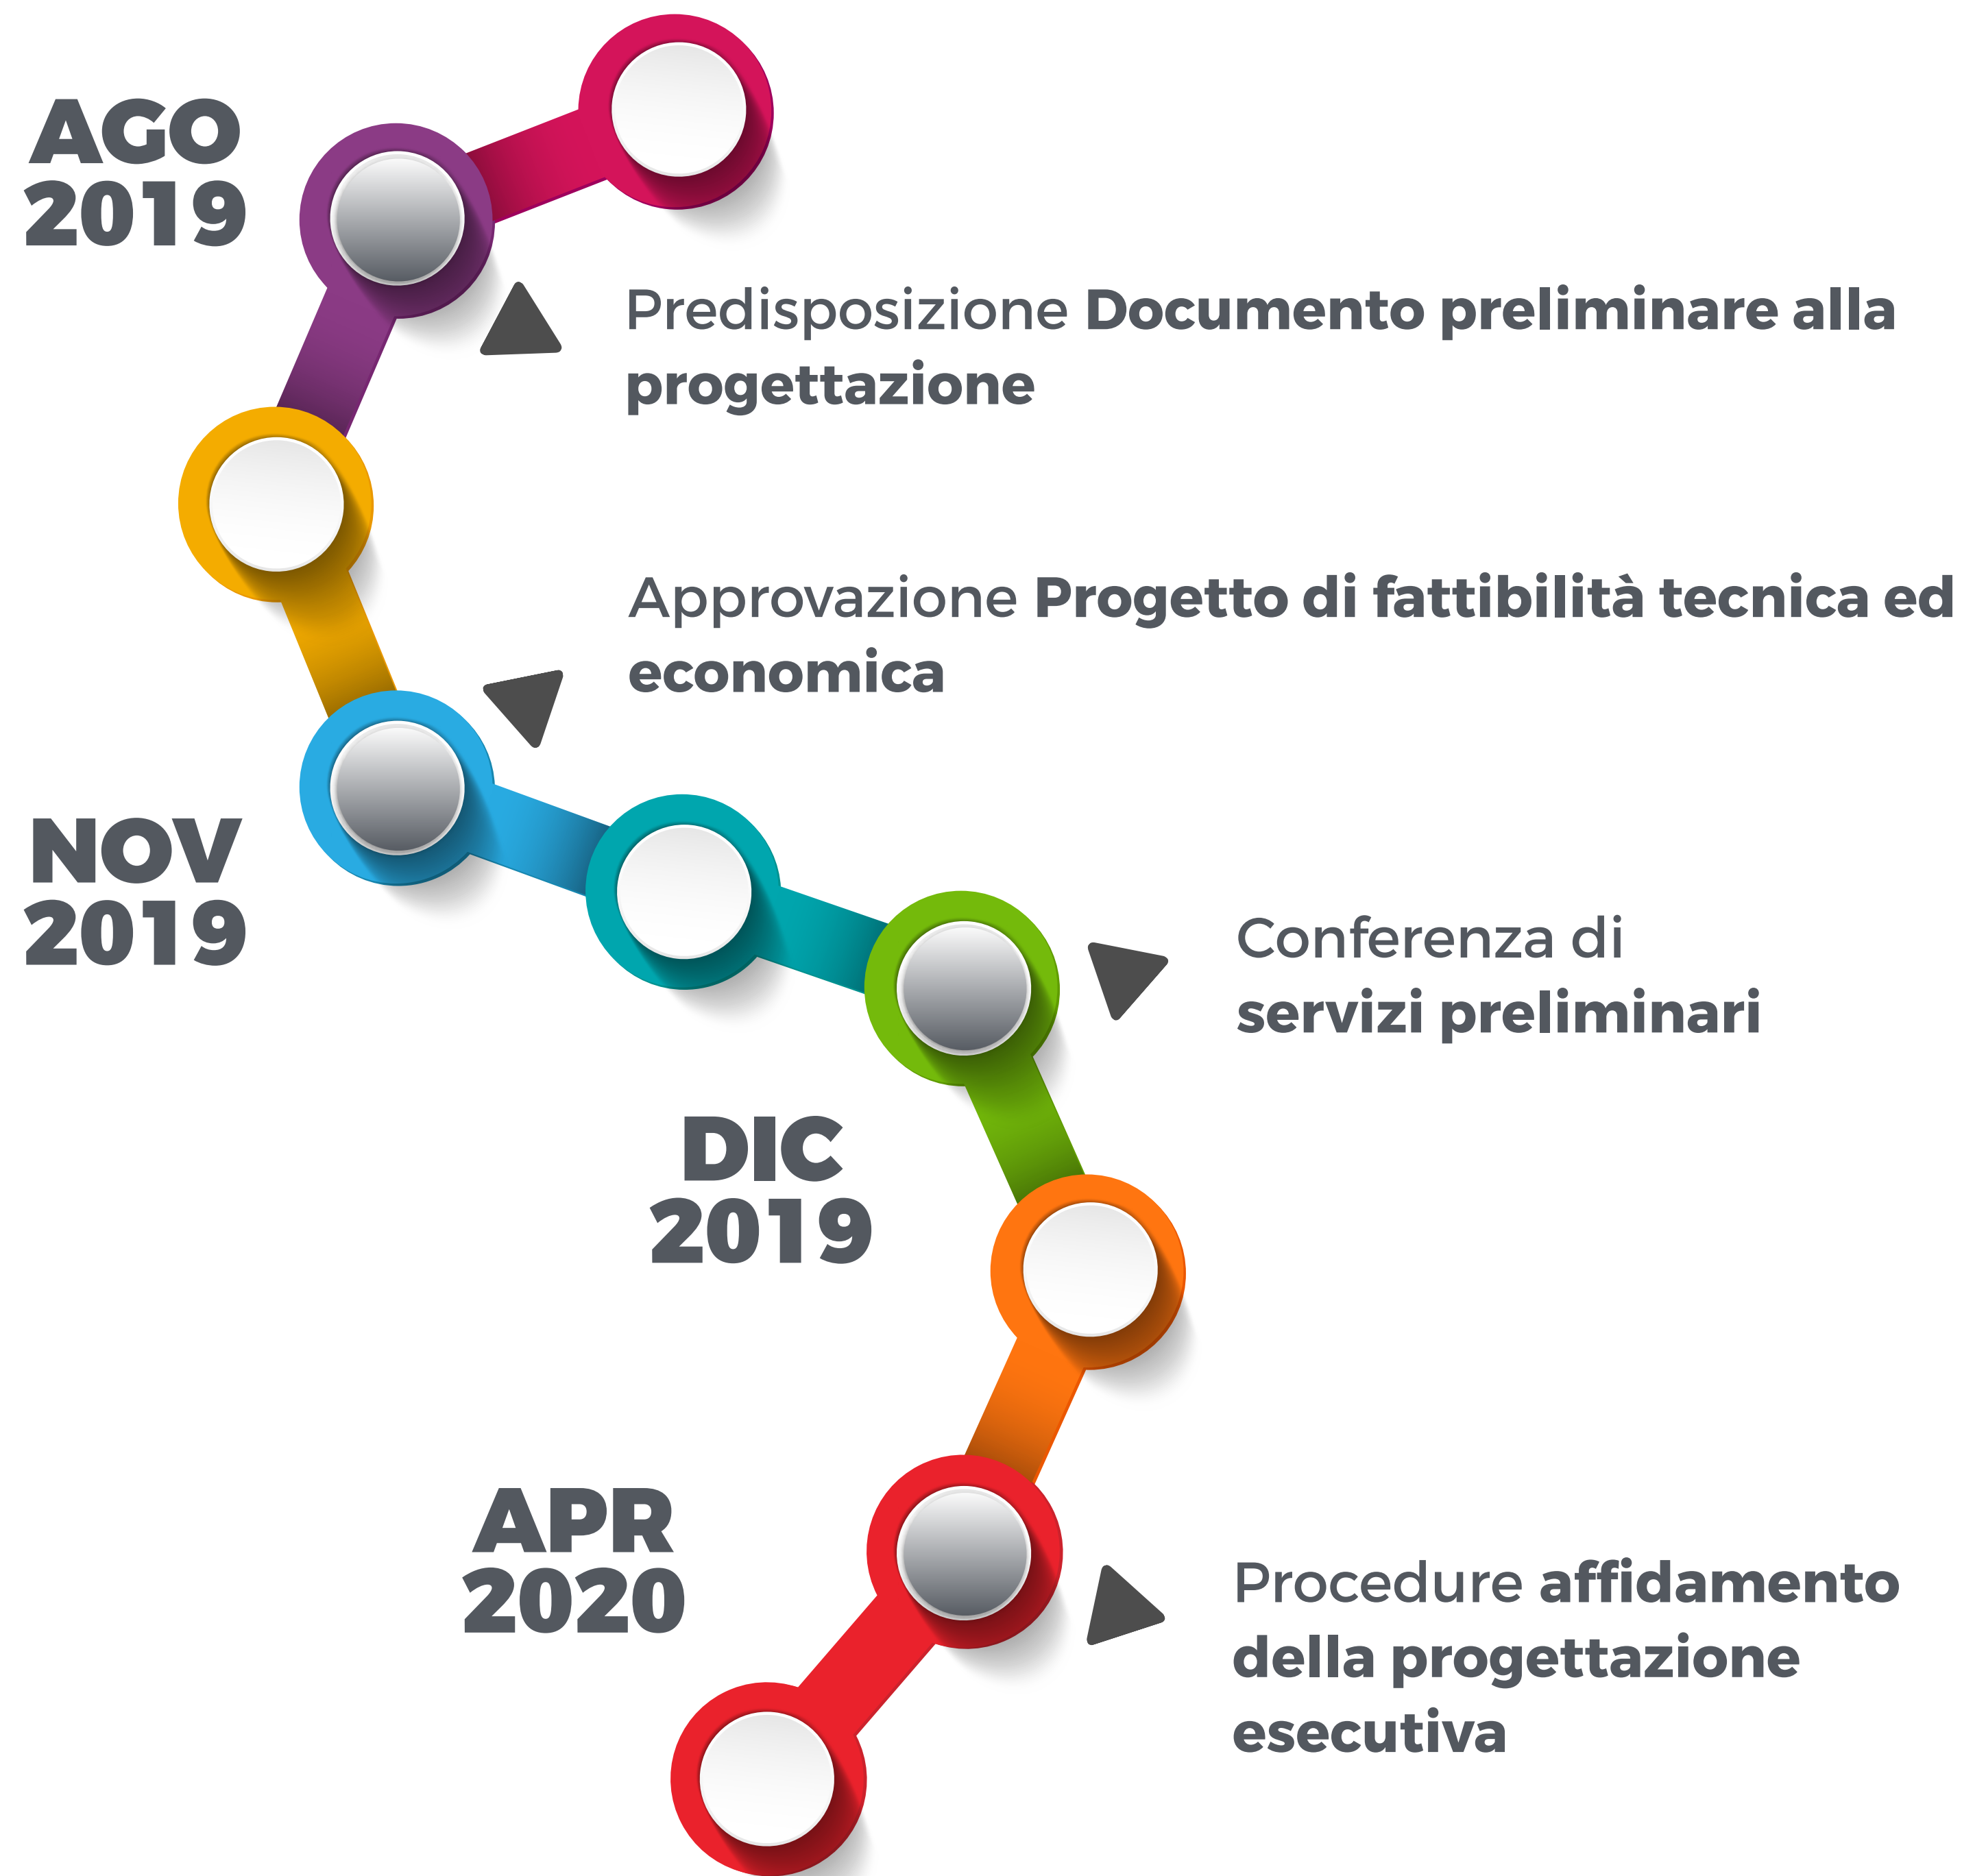 AGO
2019
Predisposizione Documento preliminare alla
progettazione
Approvazione Progetto di fattibilità tecnica ed
economica
NOV
2019
Conferenza di
servizi preliminari
DIC
2019
APR
2020
Procedure affidamento
della progettazione
esecutiva